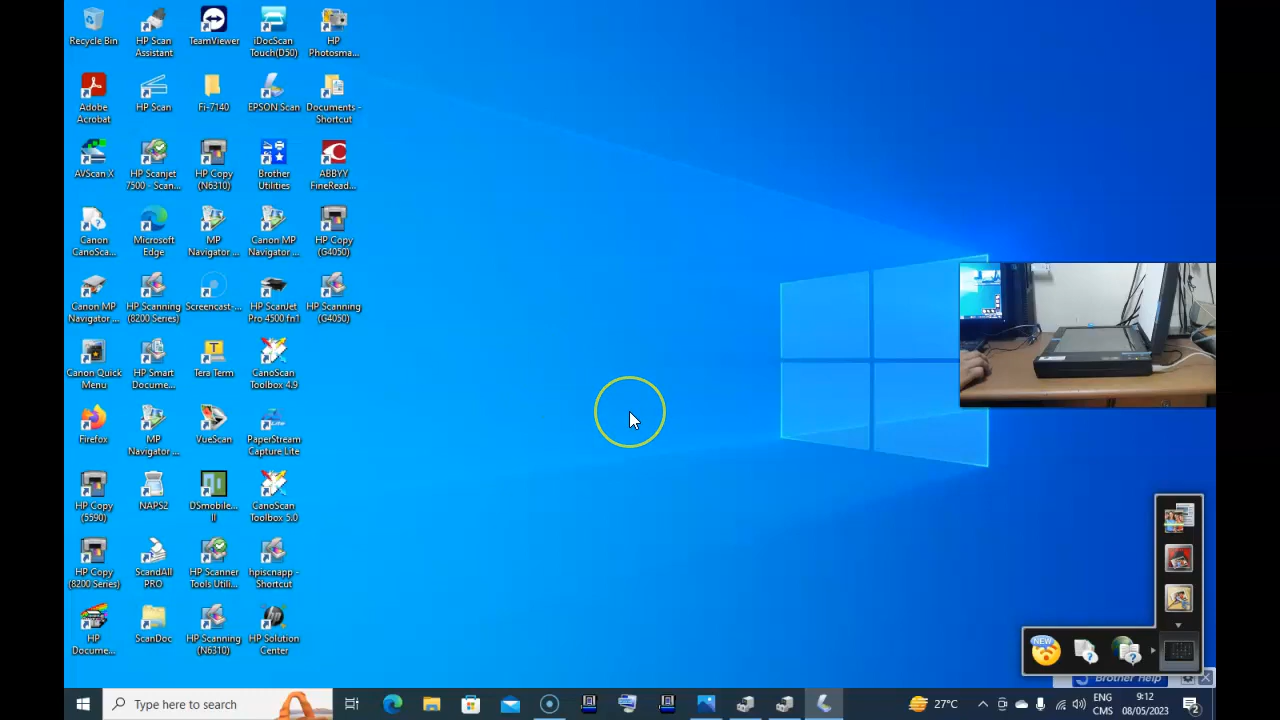 Recycle Bin
HP Scan
Assistant
TeamViewer
iDocScan
Touch(D50)
HP
Photosma...
Adobe
Acrobat
HP Scan
Fi-7140
EPSON Scan
Documents -
Shortcut
AVScan X
HP Scanjet
7500 - Scan...
HP Copy
(N6310)
Brother
Utilities
ABBYY
FineRead...
Canon
CanoSca...
Microsoft
Edge
MP
Navigator ...
Canon MP
Navigator ...
HP Copy
(G4050)
Canon MP
Navigator ...
HP Scanning
(8200 Series)
Screencast-...
HP ScanJet
Pro 4500 fn1
HP Scanning
(G4050)
Canon Quick
Menu
HP Smart
Docume...
Tera Term
CanoScan
Toolbox 4.9
Firefox
MP
Navigator ...
VueScan
PaperStream
Capture Lite
HP Copy
(5590)
NAPS2
DSmobile...
II
CanoScan
Toolbox 5.0
HP Copy
(8200 Series)
ScandAll
PRO
HP Scanner
Tools Utili...
hpiscnapp -
Shortcut
HP
Docume...
ScanDoc
HP Scanning
(N6310)
HP Solution
Center
NEW
Brother Help
Type here to search
27°C
ENG
CMS
9:12
08/05/2023
2